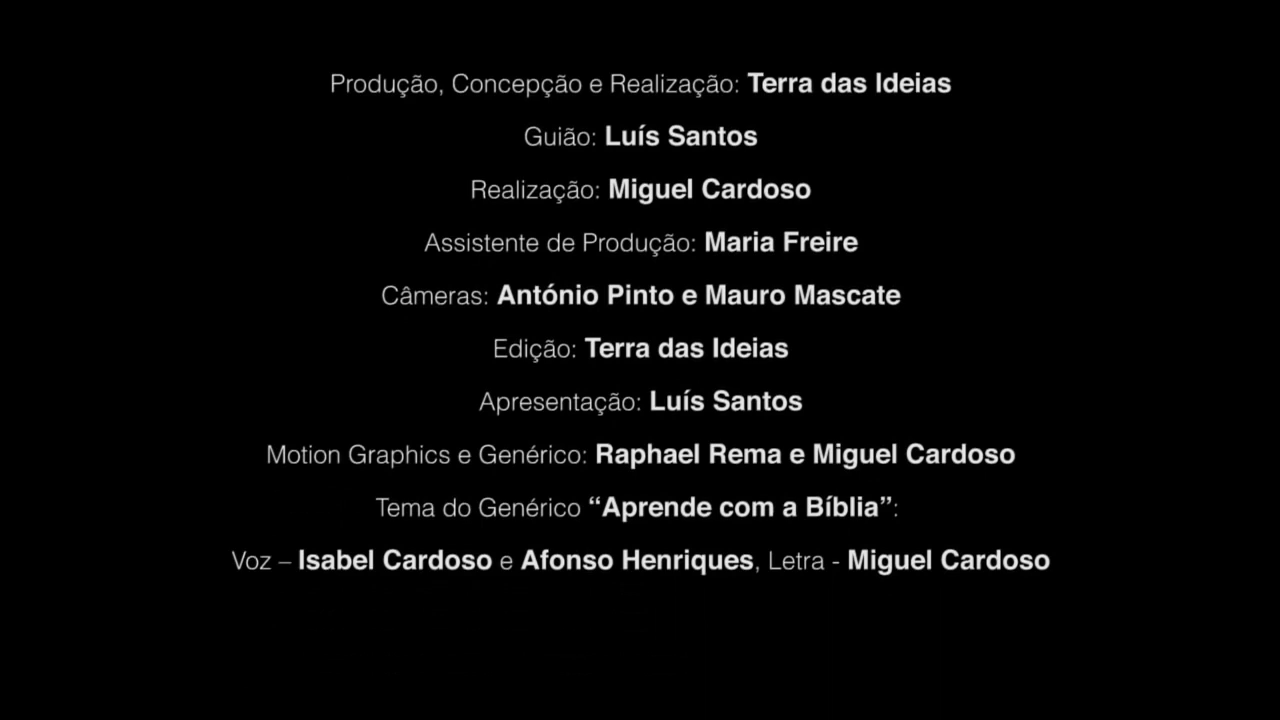 Produção, Concepção e Realização: Terra das Ideias
Guião: Luís Santos
Realização: Miguel Cardoso
Assistente de Produção: Maria Freire
Câmeras: António Pinto e Mauro Mascate
Edição: Terra das Ideias
Apresentação: Luís Santos
Motion Graphics e Genérico: Raphael Rema e Miguel Cardoso
Tema do Genérico “Aprende com a Bíblia”:
Voz – Isabel Cardoso e Afonso Henriques, Letra - Miguel Cardoso